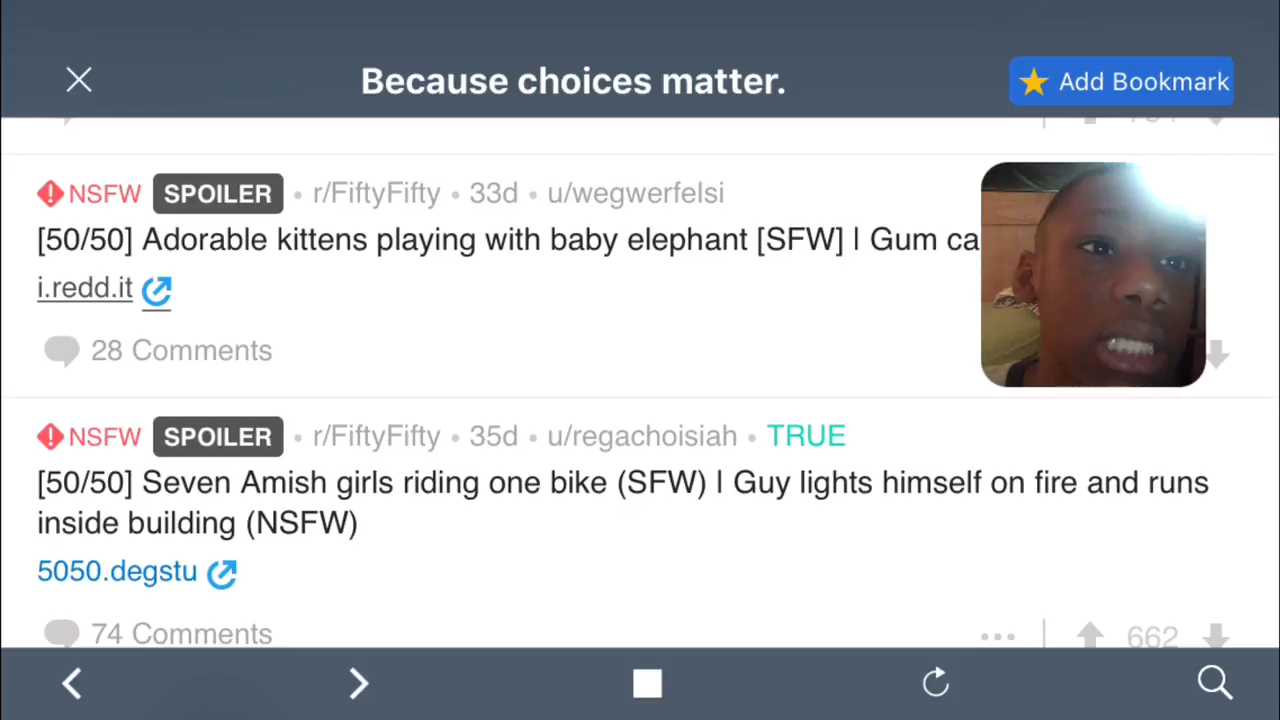 Because choices matter.
Add Bookmark
NSFW SPOILER • r/FiftyFifty • 33d • u/wegwerfelsi
[50/50] Adorable kittens playing with baby elephant [SFW] | Gum ca
i.redd.it
28 Comments
NSFW SPOILER • r/FiftyFifty • 35d • u/regachoisiah • TRUE
[50/50] Seven Amish girls riding one bike (SFW) | Guy lights himself on fire and runs
inside building (NSFW)
5050.degstu
74 Comments
662